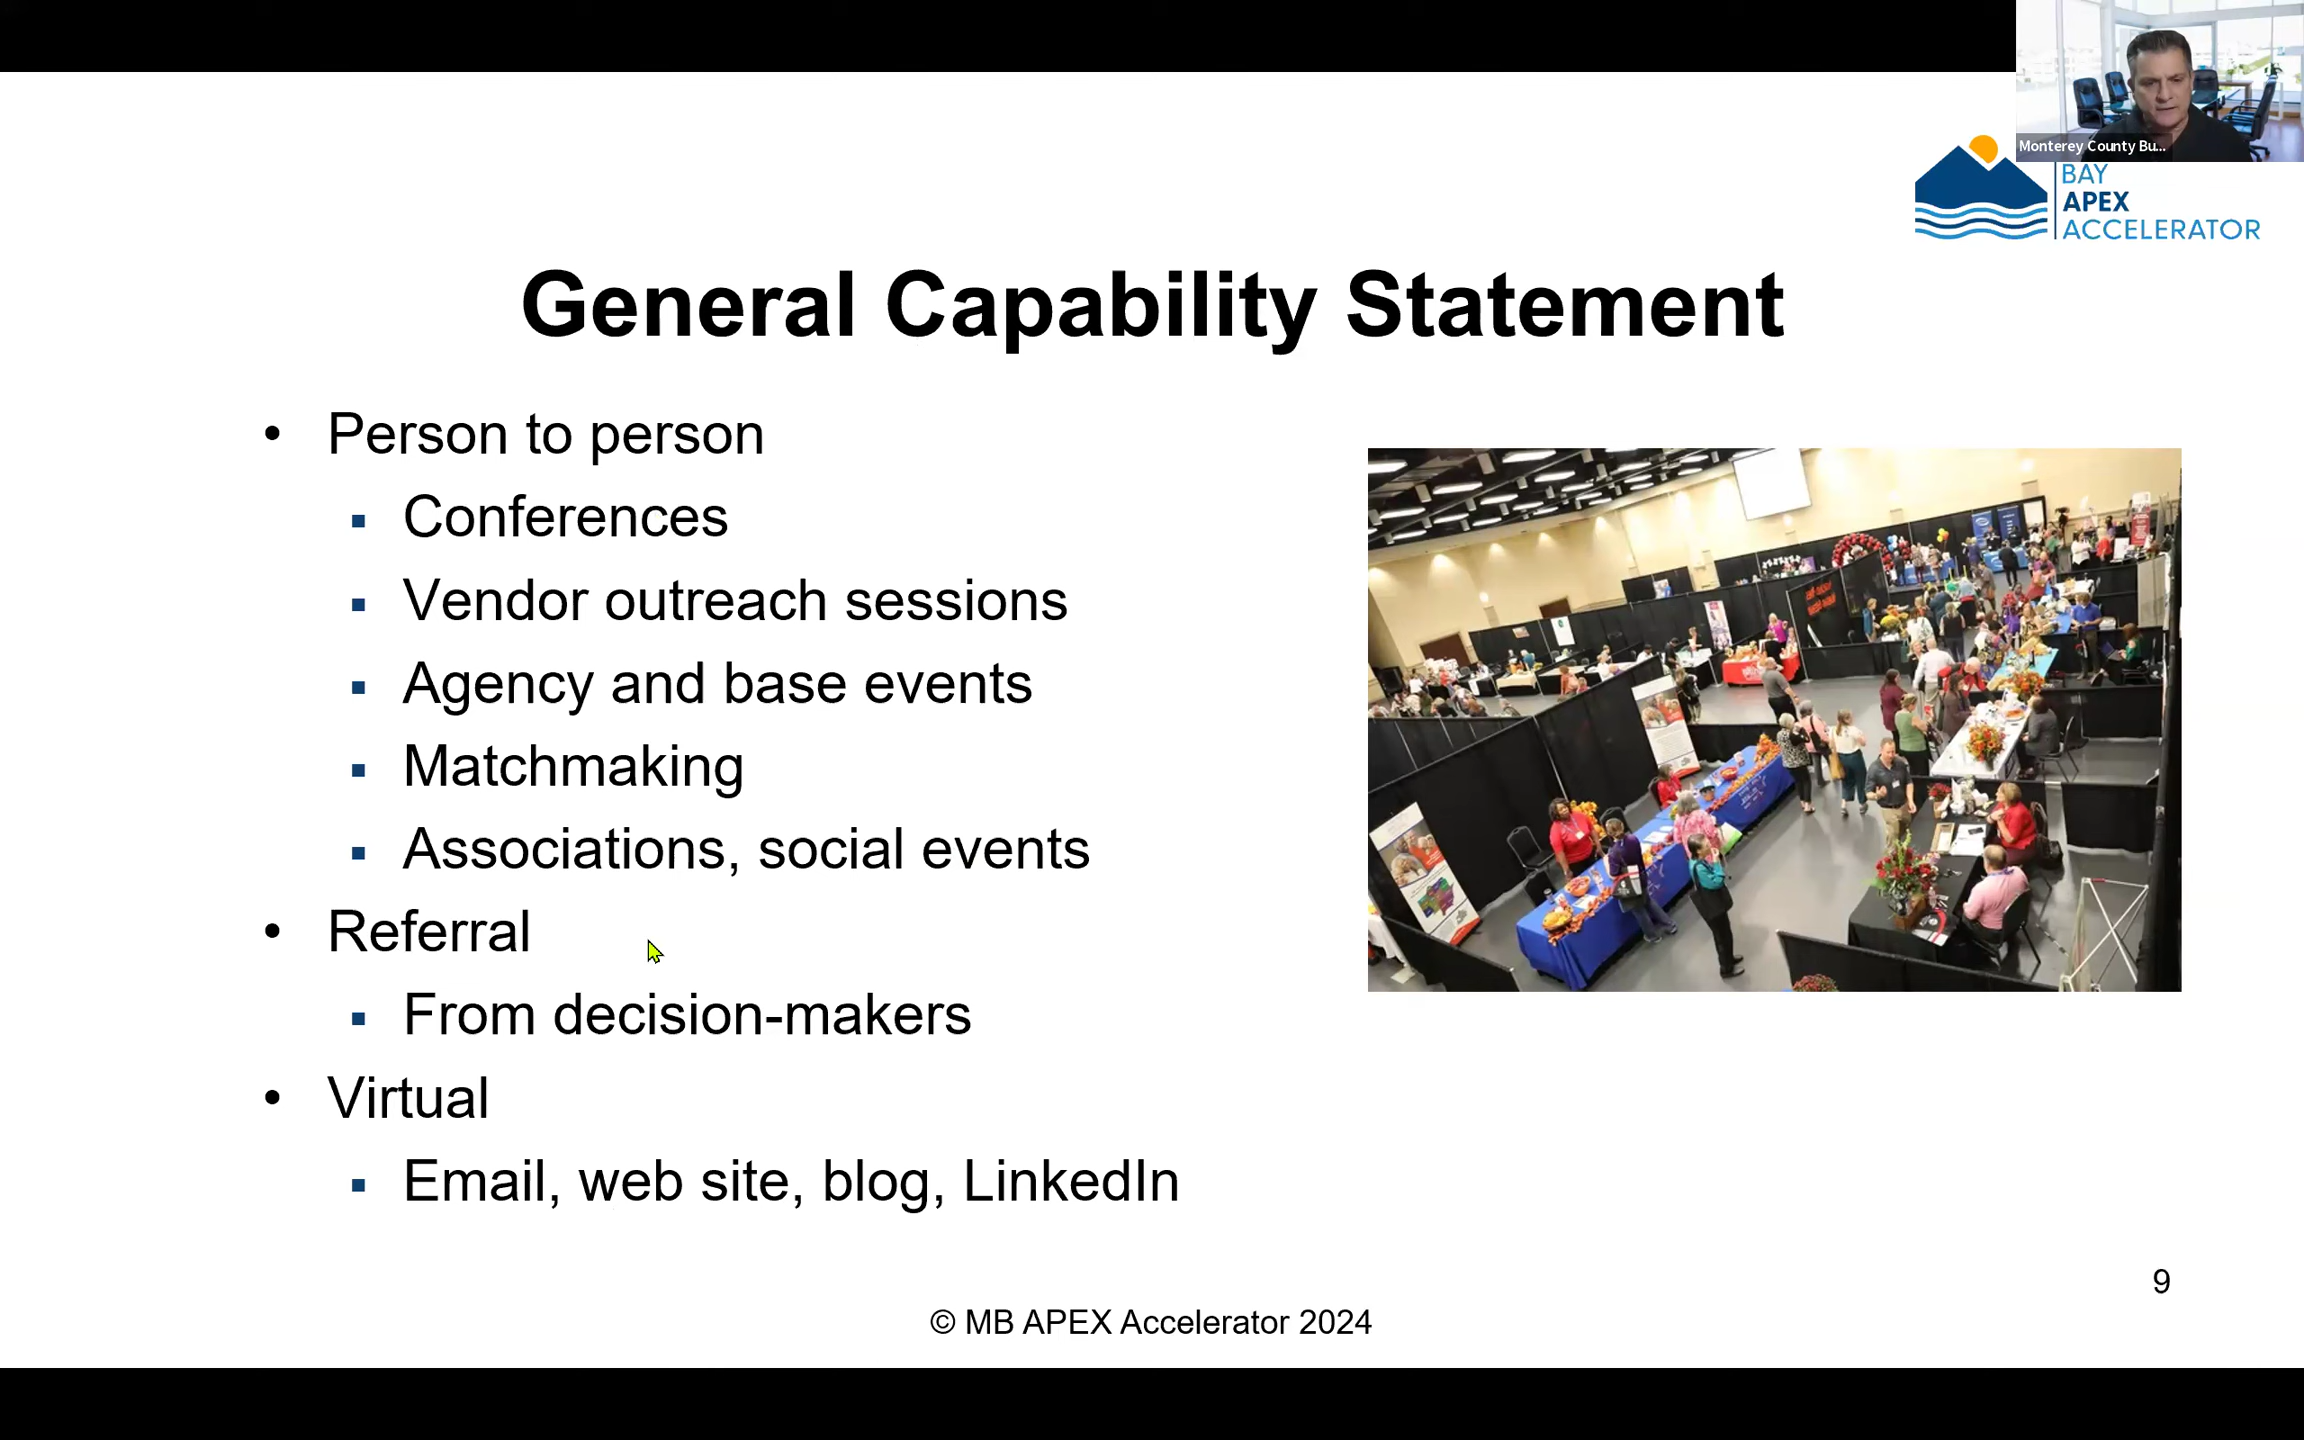 Monterey County Bu...
BAY
APEX
ACCELERATOR
General Capability Statement
• Person to person
▪ Conferences
▪ Vendor outreach sessions
▪ Agency and base events
▪ Matchmaking
▪ Associations, social events
• Referral
▪ From decision-makers
• Virtual
▪ Email, web site, blog, LinkedIn
9
© MB APEX Accelerator 2024